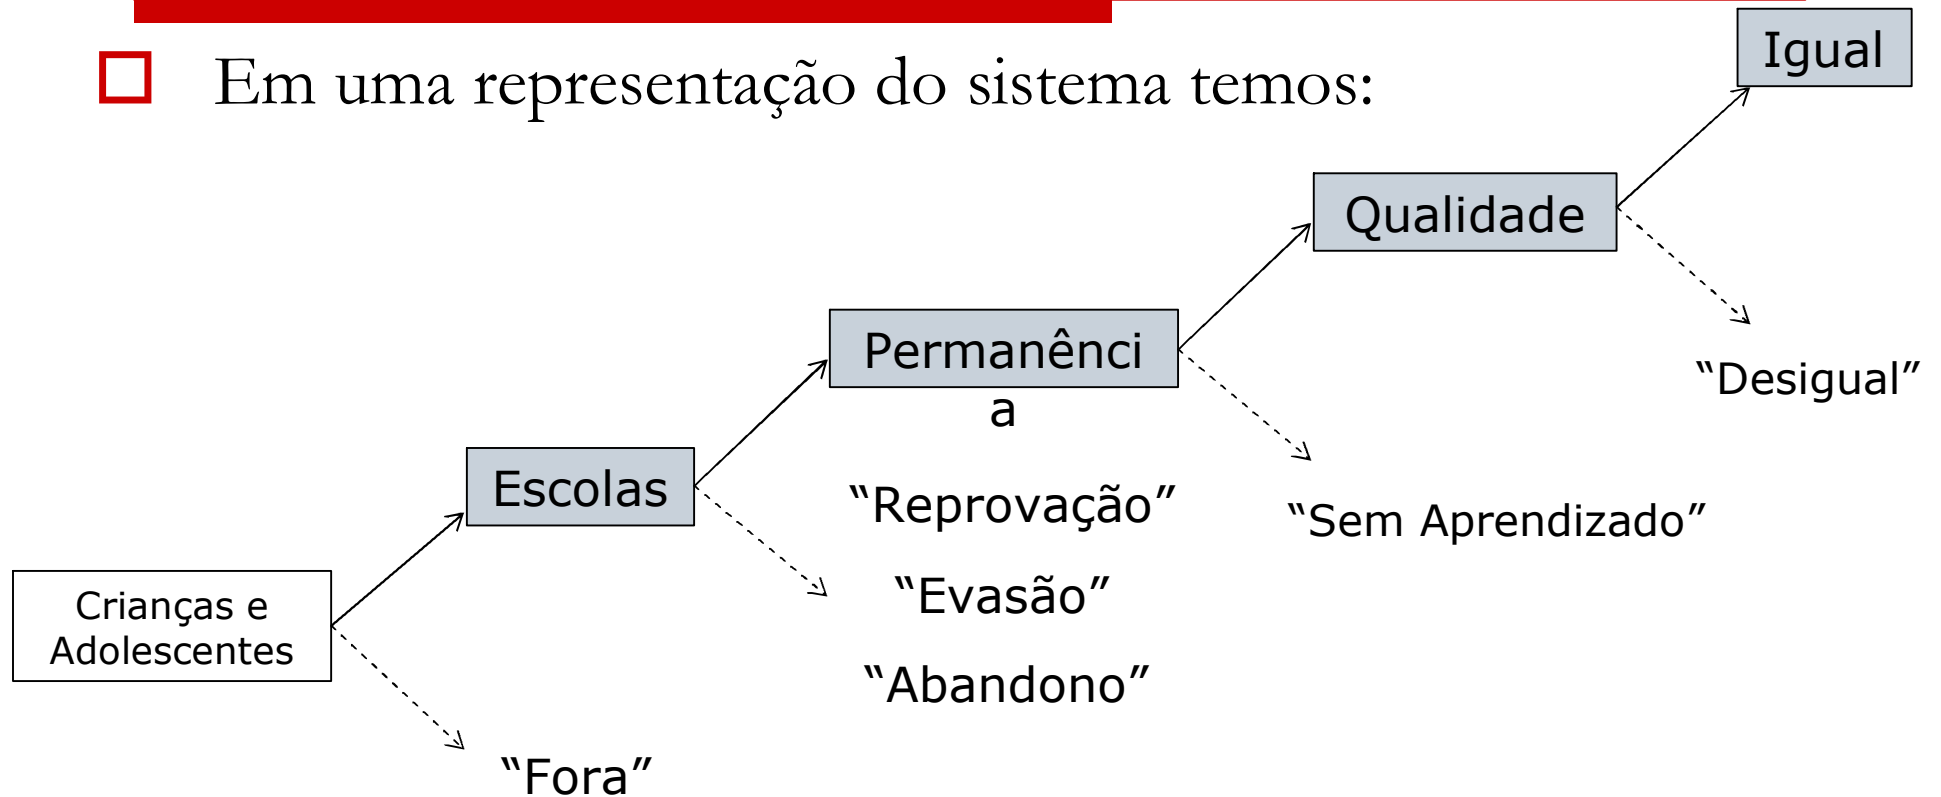 Em uma representação do sistema temos:
Igual
Qualidade
“Desigual”
Permanênci
a
“Sem Aprendizado”
Escolas
“Reprovação”
“Evasão”
“Abandono”
Crianças e
Adolescentes
“Fora”